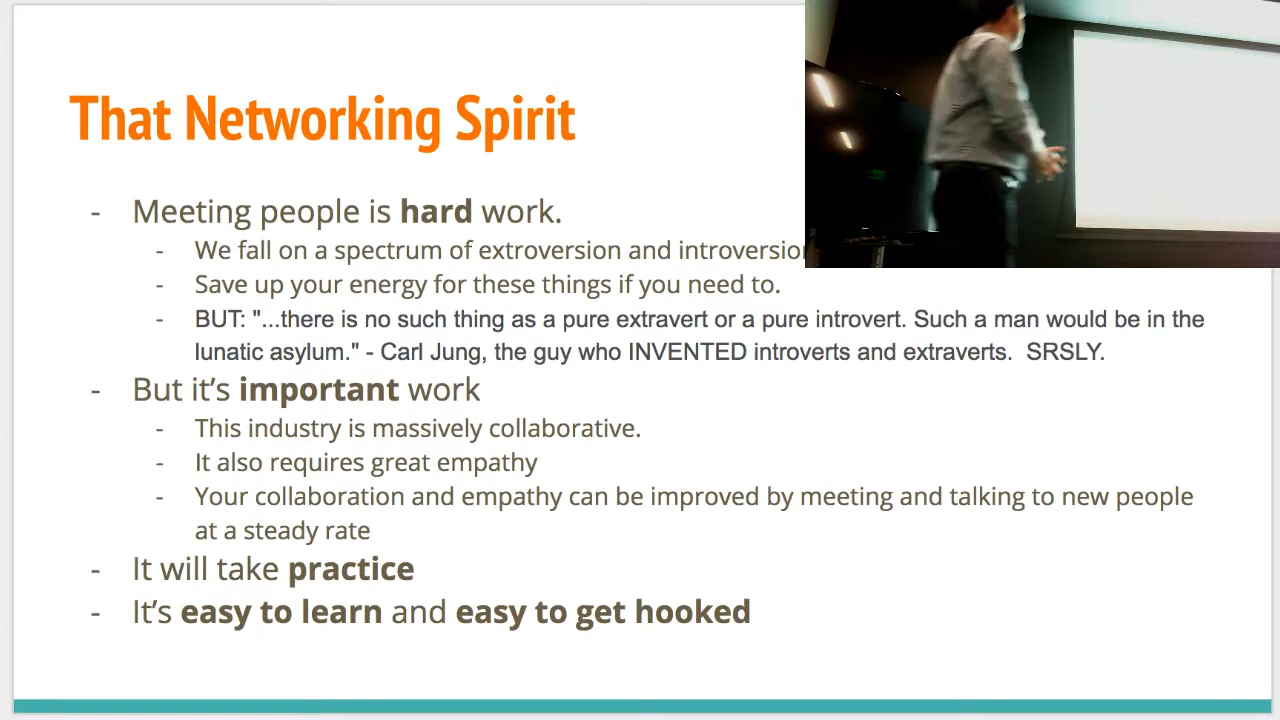 That Networking Spirit
- Meeting people is hard work.
- We fall on a spectrum of extroversion and
- Save up your energy for these things if you need to.
- BUT: "...there is no such thing as a pure extravert or a pure introvert. Such a man would be in the
lunatic asylum." - Carl Jung, the guy who INVENTED introverts and extraverts.  SRSLY.
- But it's important work
- This industry is massively collaborative.
- It also requires great empathy
- Your collaboration and empathy can be improved by meeting and talking to new people
at a steady rate
- It will take practice
- It's easy to learn and easy to get hooked